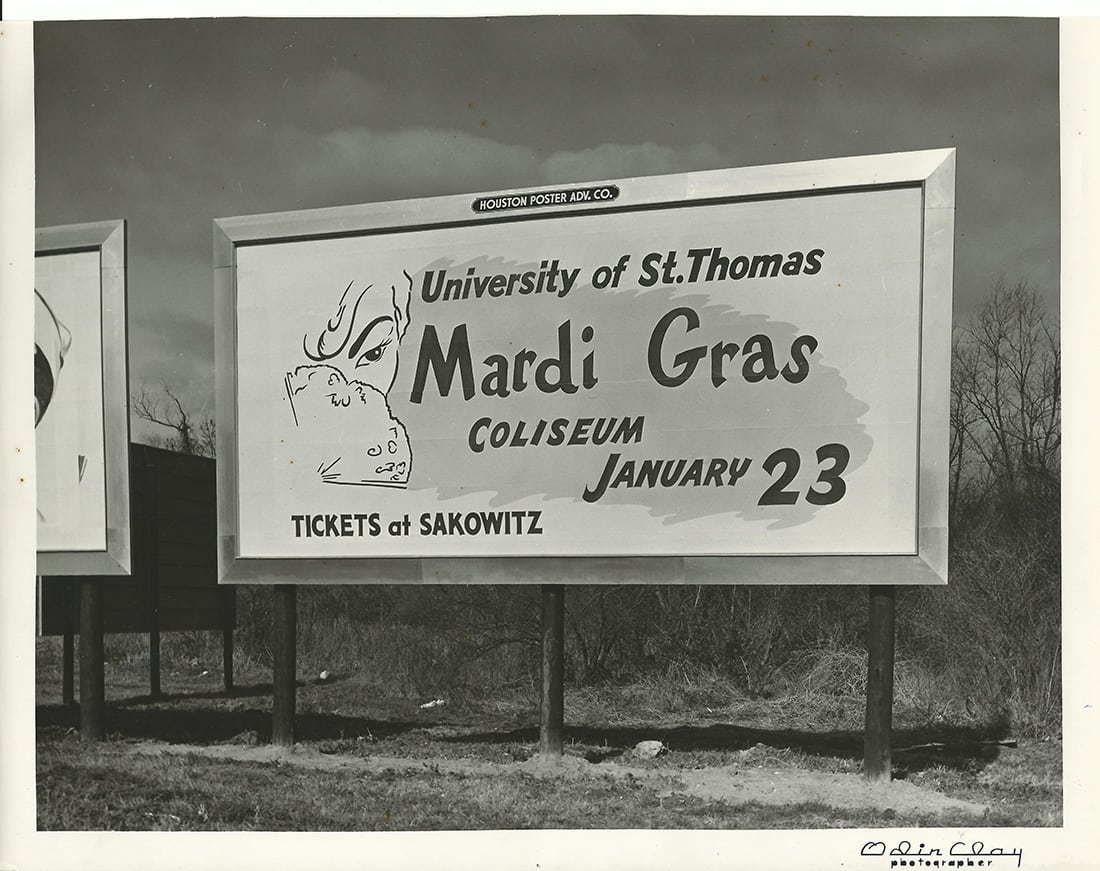 HOUSTON POSTER ADV. CO.
University of St. Thomas
Mardi Gras
COLISEUM
JANUARY 23
TICKETS at SAKOWITZ
Odin Clay
photographer